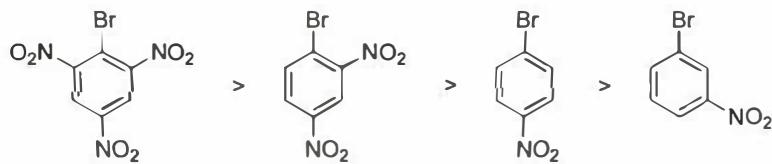 Br Br Br Br
O₂N NO₂ NO₂
> > >
NO₂ NO₂ NO₂ NO₂